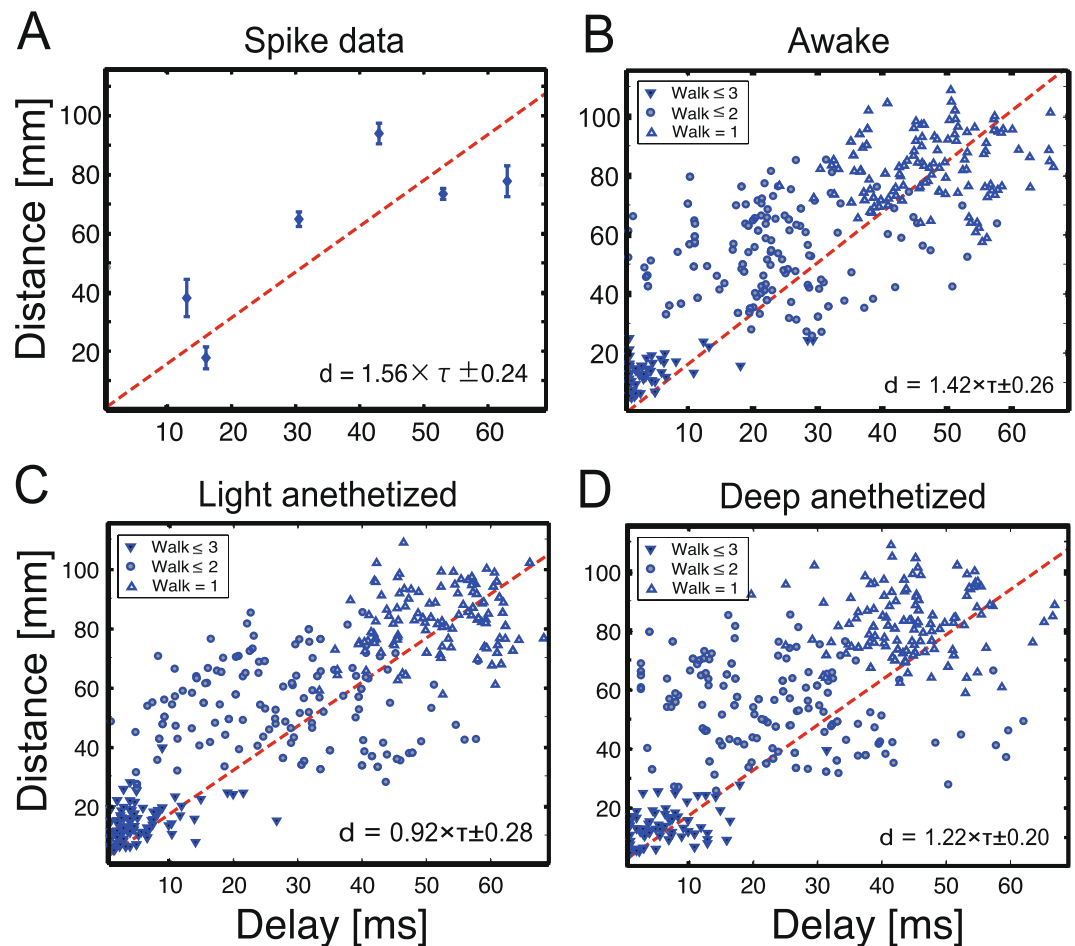 A
Spike data
Distance [mm]
100
80
60
40
20
10
20
30
40
50
60
d = 1.56× τ ±0.24
B
Awake
Walk ≤ 3
Walk ≤ 2
Walk = 1
100
80
60
40
20
10
20
30
40
50
60
d = 1.42×τ±0.26
C
Light anethetized
Distance [mm]
Walk ≤ 3
Walk ≤ 2
Walk = 1
100
80
60
40
20
10
20
30
40
50
60
d = 0.92×τ±0.28
Delay [ms]
D
Deep anethetized
Walk ≤ 3
Walk ≤ 2
Walk = 1
100
80
60
40
20
10
20
30
40
50
60
d = 1.22×τ±0.20
Delay [ms]